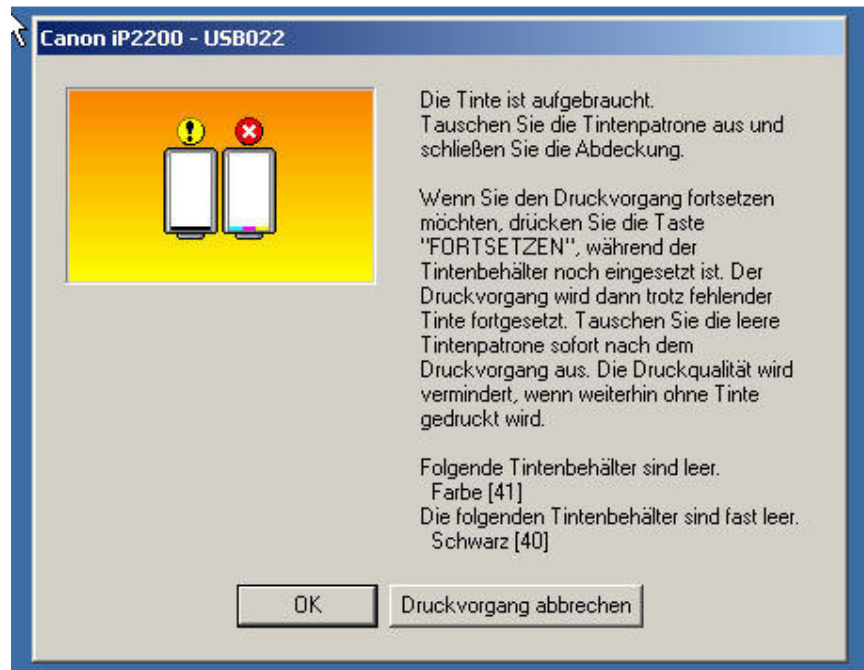 Canon iP2200 - USB022
Die Tinte ist aufgebraucht.
Tauschen Sie die Tintenpatrone aus und
schließen Sie die Abdeckung.
Wenn Sie den Druckvorgang fortsetzen
möchten, drücken Sie die Taste
"FORTSETZEN", während der
Tintenbehälter noch eingesetzt ist. Der
Druckvorgang wird dann trotz fehlender
Tinte fortgesetzt. Tauschen Sie die leere
Tintenpatrone sofort nach dem
Druckvorgang aus. Die Druckqualität wird
vermindert, wenn weiterhin ohne Tinte
gedruckt wird.
Folgende Tintenbehälter sind leer.
Farbe [41]
Die folgenden Tintenbehälter sind fast leer.
Schwarz [40]
OK
Druckvorgang abbrechen